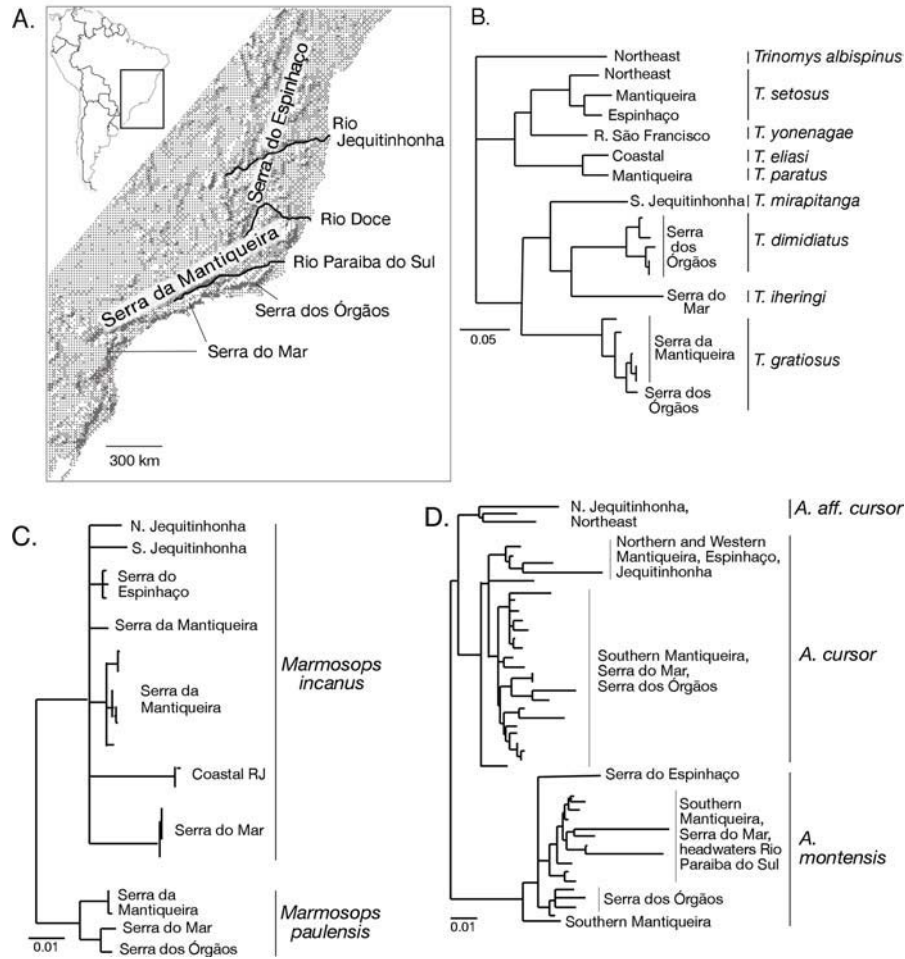 A.
Serra do Espinhaço
Rio
Jequitinhonha
Rio Doce
Serra da Mantiqueira
Rio Paraiba do Sul
Serra dos Órgãos
Serra do Mar
300 km
B.
Northeast
Trinomys albispinus
Northeast
Mantiqueira
Espinhaço
T. setosus
R. São Francisco
T. yonenagae
Coastal
T. eliasi
Mantiqueira
T. paratus
S. Jequitinhonha
T. mirapitanga
Serra
dos
Órgãos
T. dimidiatus
Serra do
Mar
T. iheringi
0.05
Serra da
Mantiqueira
T. gratiosus
Serra dos
Órgãos
C.
N. Jequitinhonha
S. Jequitinhonha
Serra do
Espinhaço
Serra da Mantiqueira
Serra da
Mantiqueira
Coastal RJ
Serra do Mar
Marmosops
incanus
Serra da
Mantiqueira
Serra do Mar
Serra dos Órgãos
Marmosops
paulensis
0.01
D.
N. Jequitinhonha,
Northeast
A. aff. cursor
Northern and Western
Mantiqueira, Espinhaço,
Jequitinhonha
Southern Mantiqueira,
Serra do Mar,
Serra dos Órgãos
A. cursor
Serra do Espinhaço
Southern
Mantiqueira,
Serra do Mar,
headwaters Rio
Paraiba do Sul
A.
montensis
Serra dos Órgãos
Southern Mantiqueira
0.01